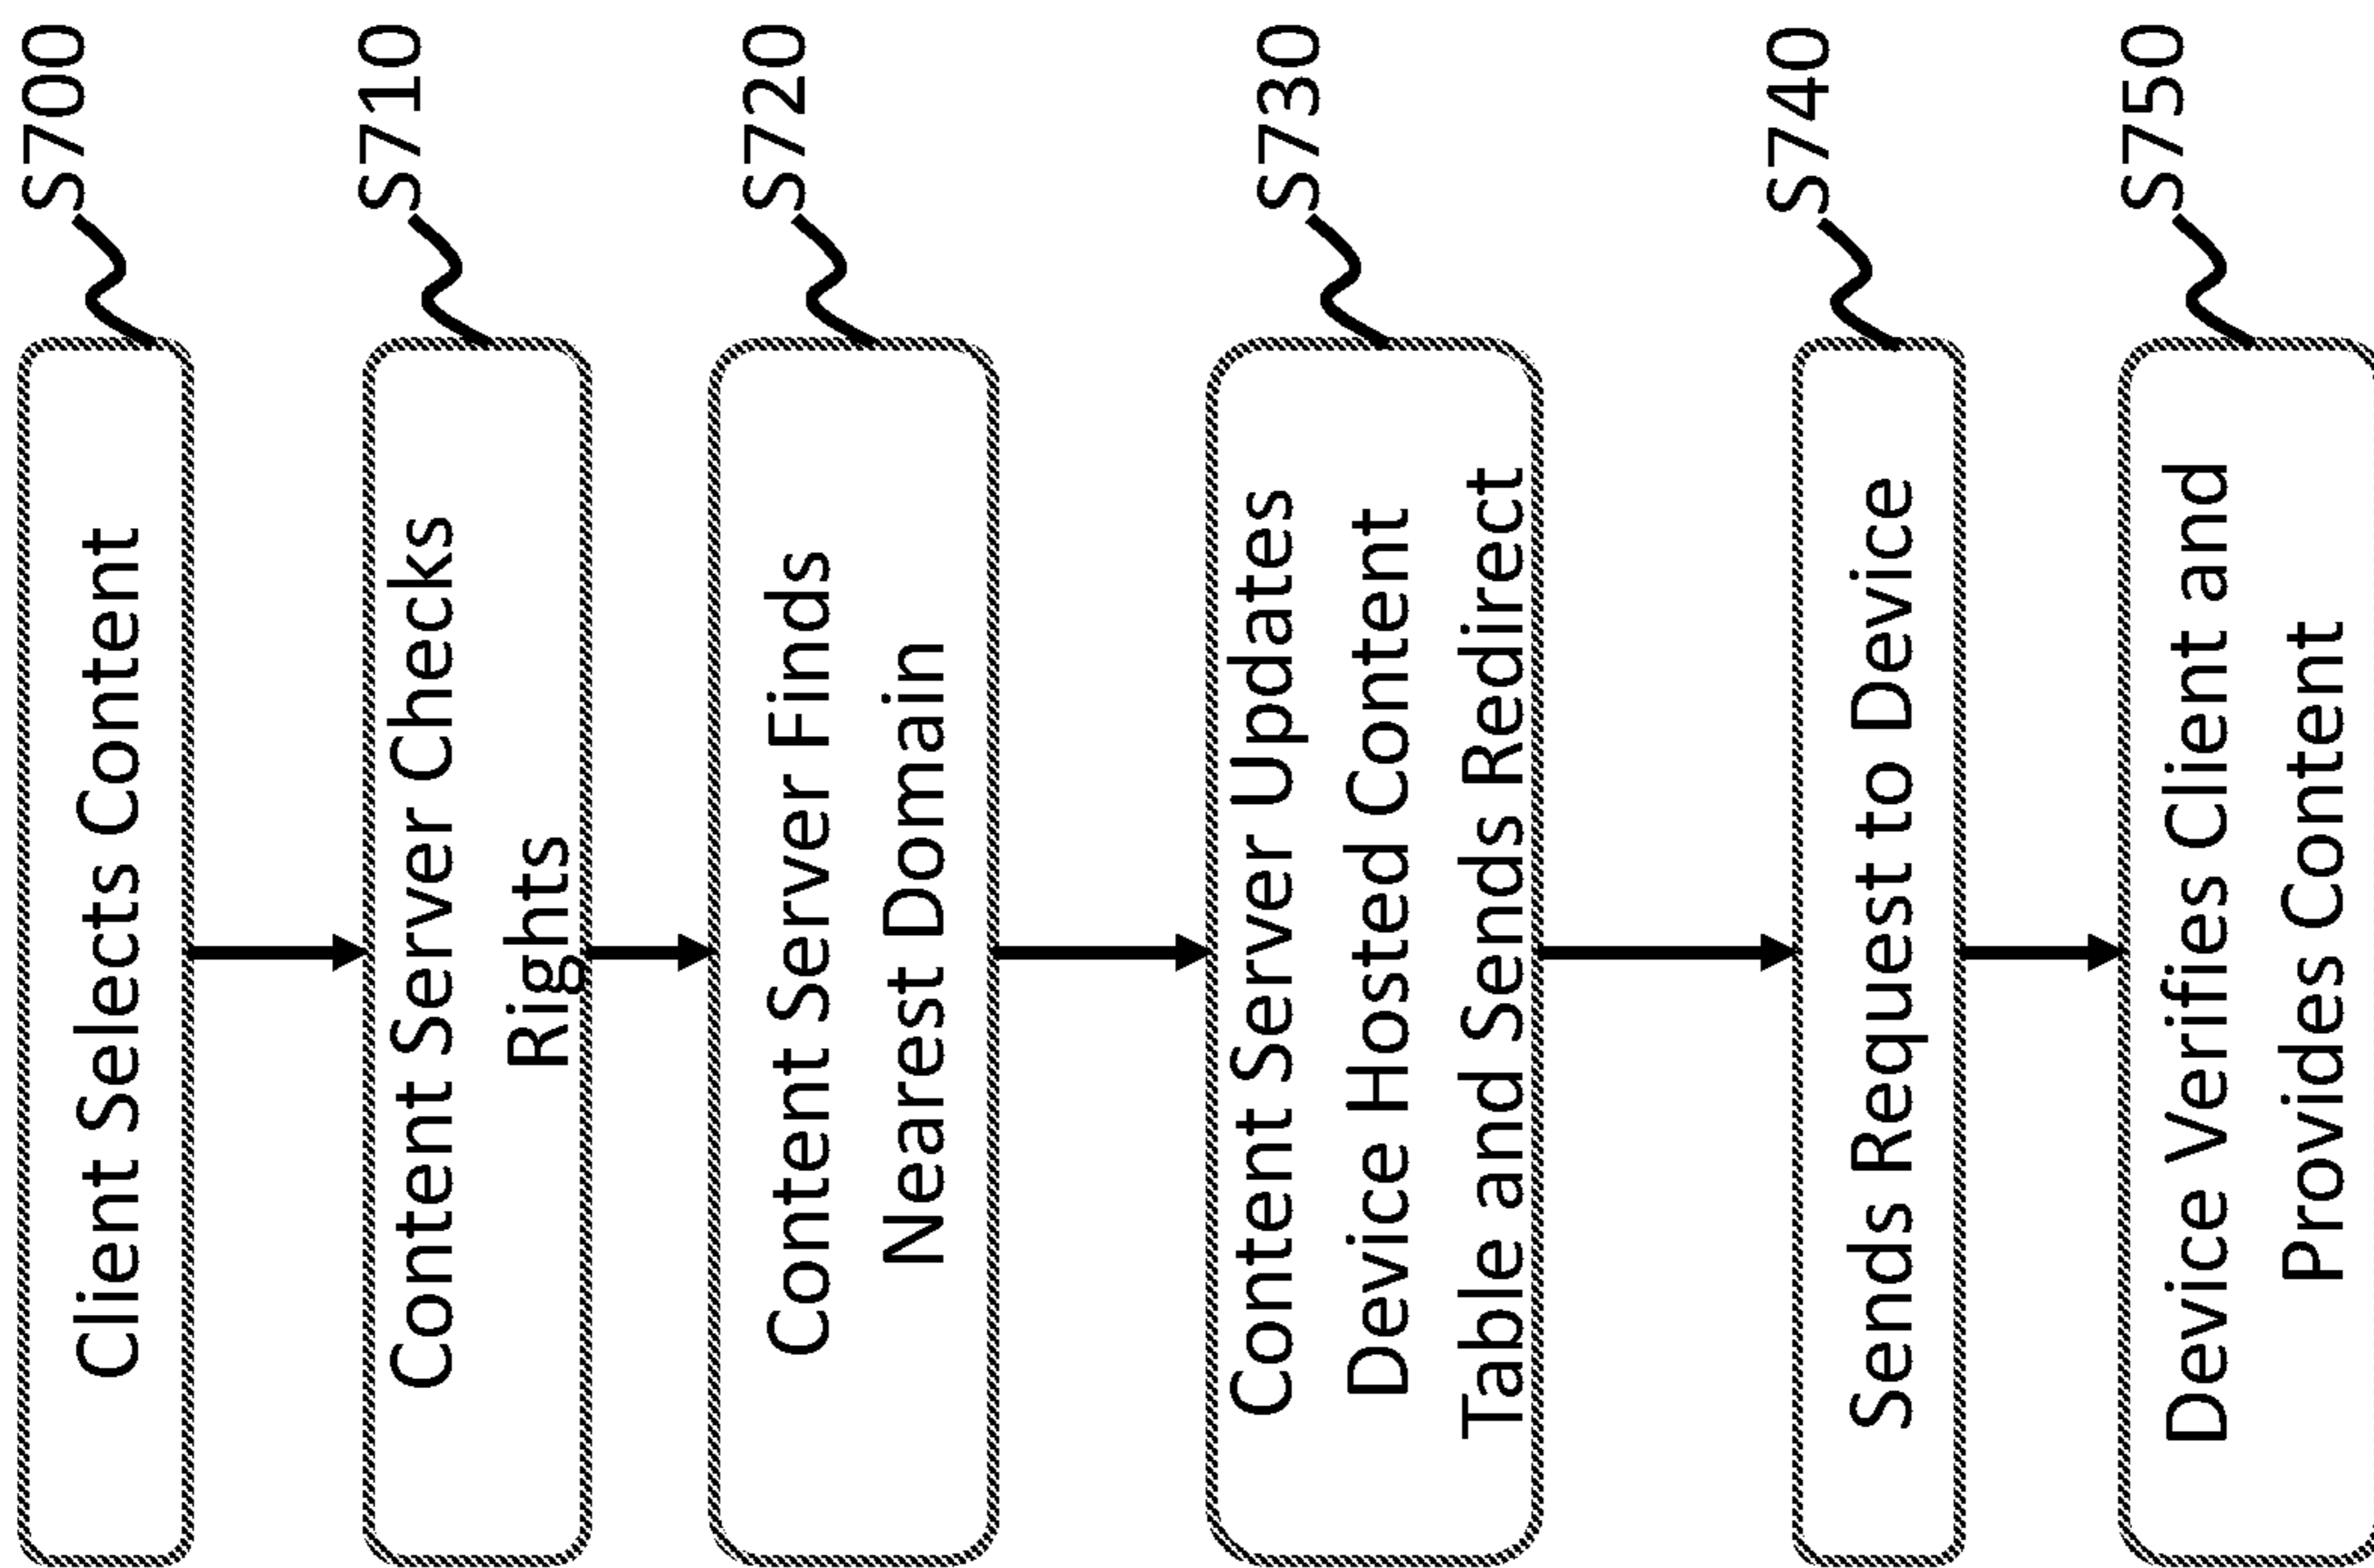 Client Selects Content
S700
Content Server Checks
Rights
S710
Content Server Finds
Nearest Domain
S720
Content Server Updates
Device Hosted Content
Table and Sends Redirect
S730
Sends Request to Device
S740
Device Verifies Client and
Provides Content
S750